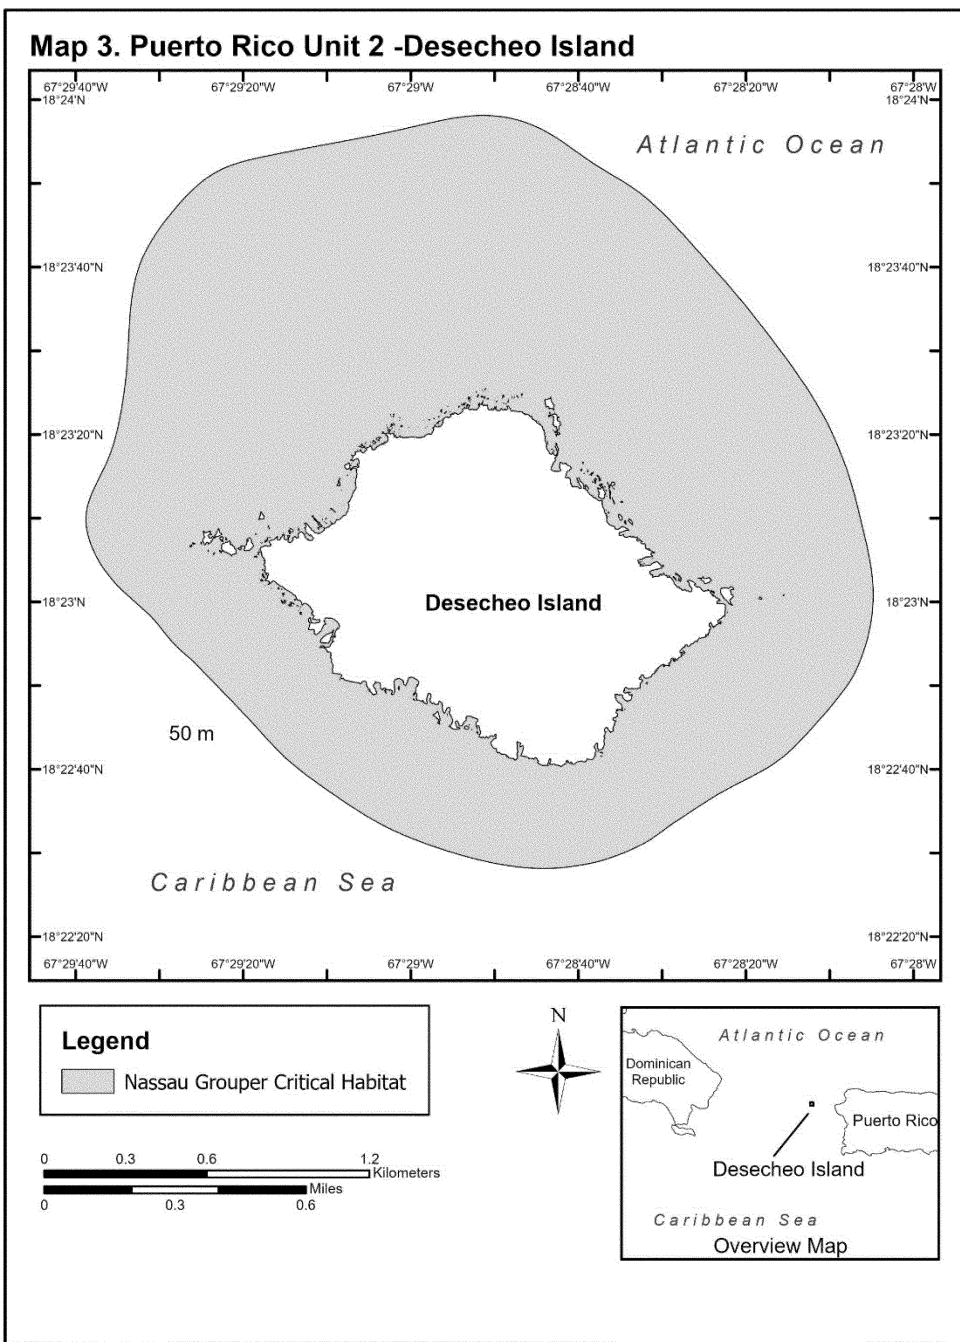 Map 3. Puerto Rico Unit 2 -Desecheo Island
67°29'40"W 67°29'20"W 67°29'W 67°28'40"W 67°28'20"W 67°28'W
18°24'N 18°24'N
Atlantic Ocean
18°23'40"N 18°23'40"N
18°23'20"N 18°23'20"N
18°23'N Desecheo Island 18°23'N
50 m
18°22'40"N 18°22'40"N
Caribbean Sea
18°22'20"N 18°22'20"N
67°29'40"W 67°29'20"W 67°29'W 67°28'40"W 67°28'20"W 67°28'W
Legend
Nassau Grouper Critical Habitat
0 0.3 0.6 1.2
Kilometers
Miles
0 0.3 0.6
N
Atlantic Ocean
Dominican
Republic
Puerto Rico
Desecheo Island
Caribbean Sea
Overview Map